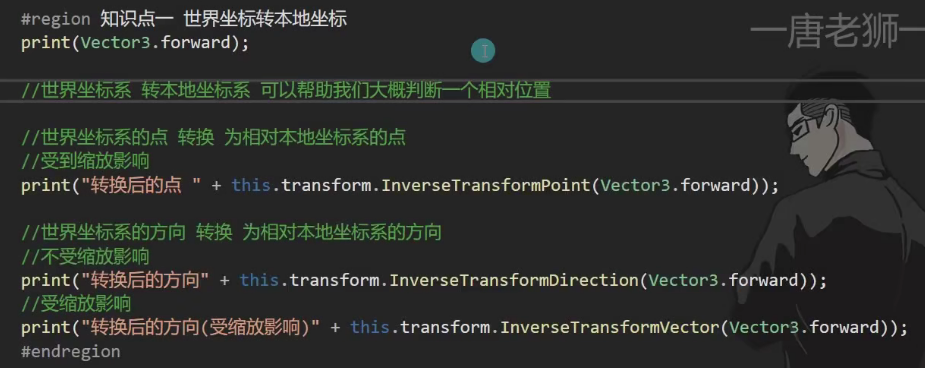 #region 知识点一 世界坐标转本地坐标
一唐老狮一
print(Vector3.forward);
//世界坐标系 转本地坐标系 可以帮助我们大概判断一个相对位置
//世界坐标系的点 转换 为相对本地坐标系的点
//受到缩放影响
print("转换后的点 " + this.transform.InverseTransformPoint(Vector3.forward));
//世界坐标系的方向 转换 为相对本地坐标系的方向
//不受缩放影响
print("转换后的方向" + this.transform.InverseTransformDirection(Vector3.forward));
//受缩放影响
print("转换后的方向(受缩放影响)" + this.transform.InverseTransformVector(Vector3.forward));
#endregion